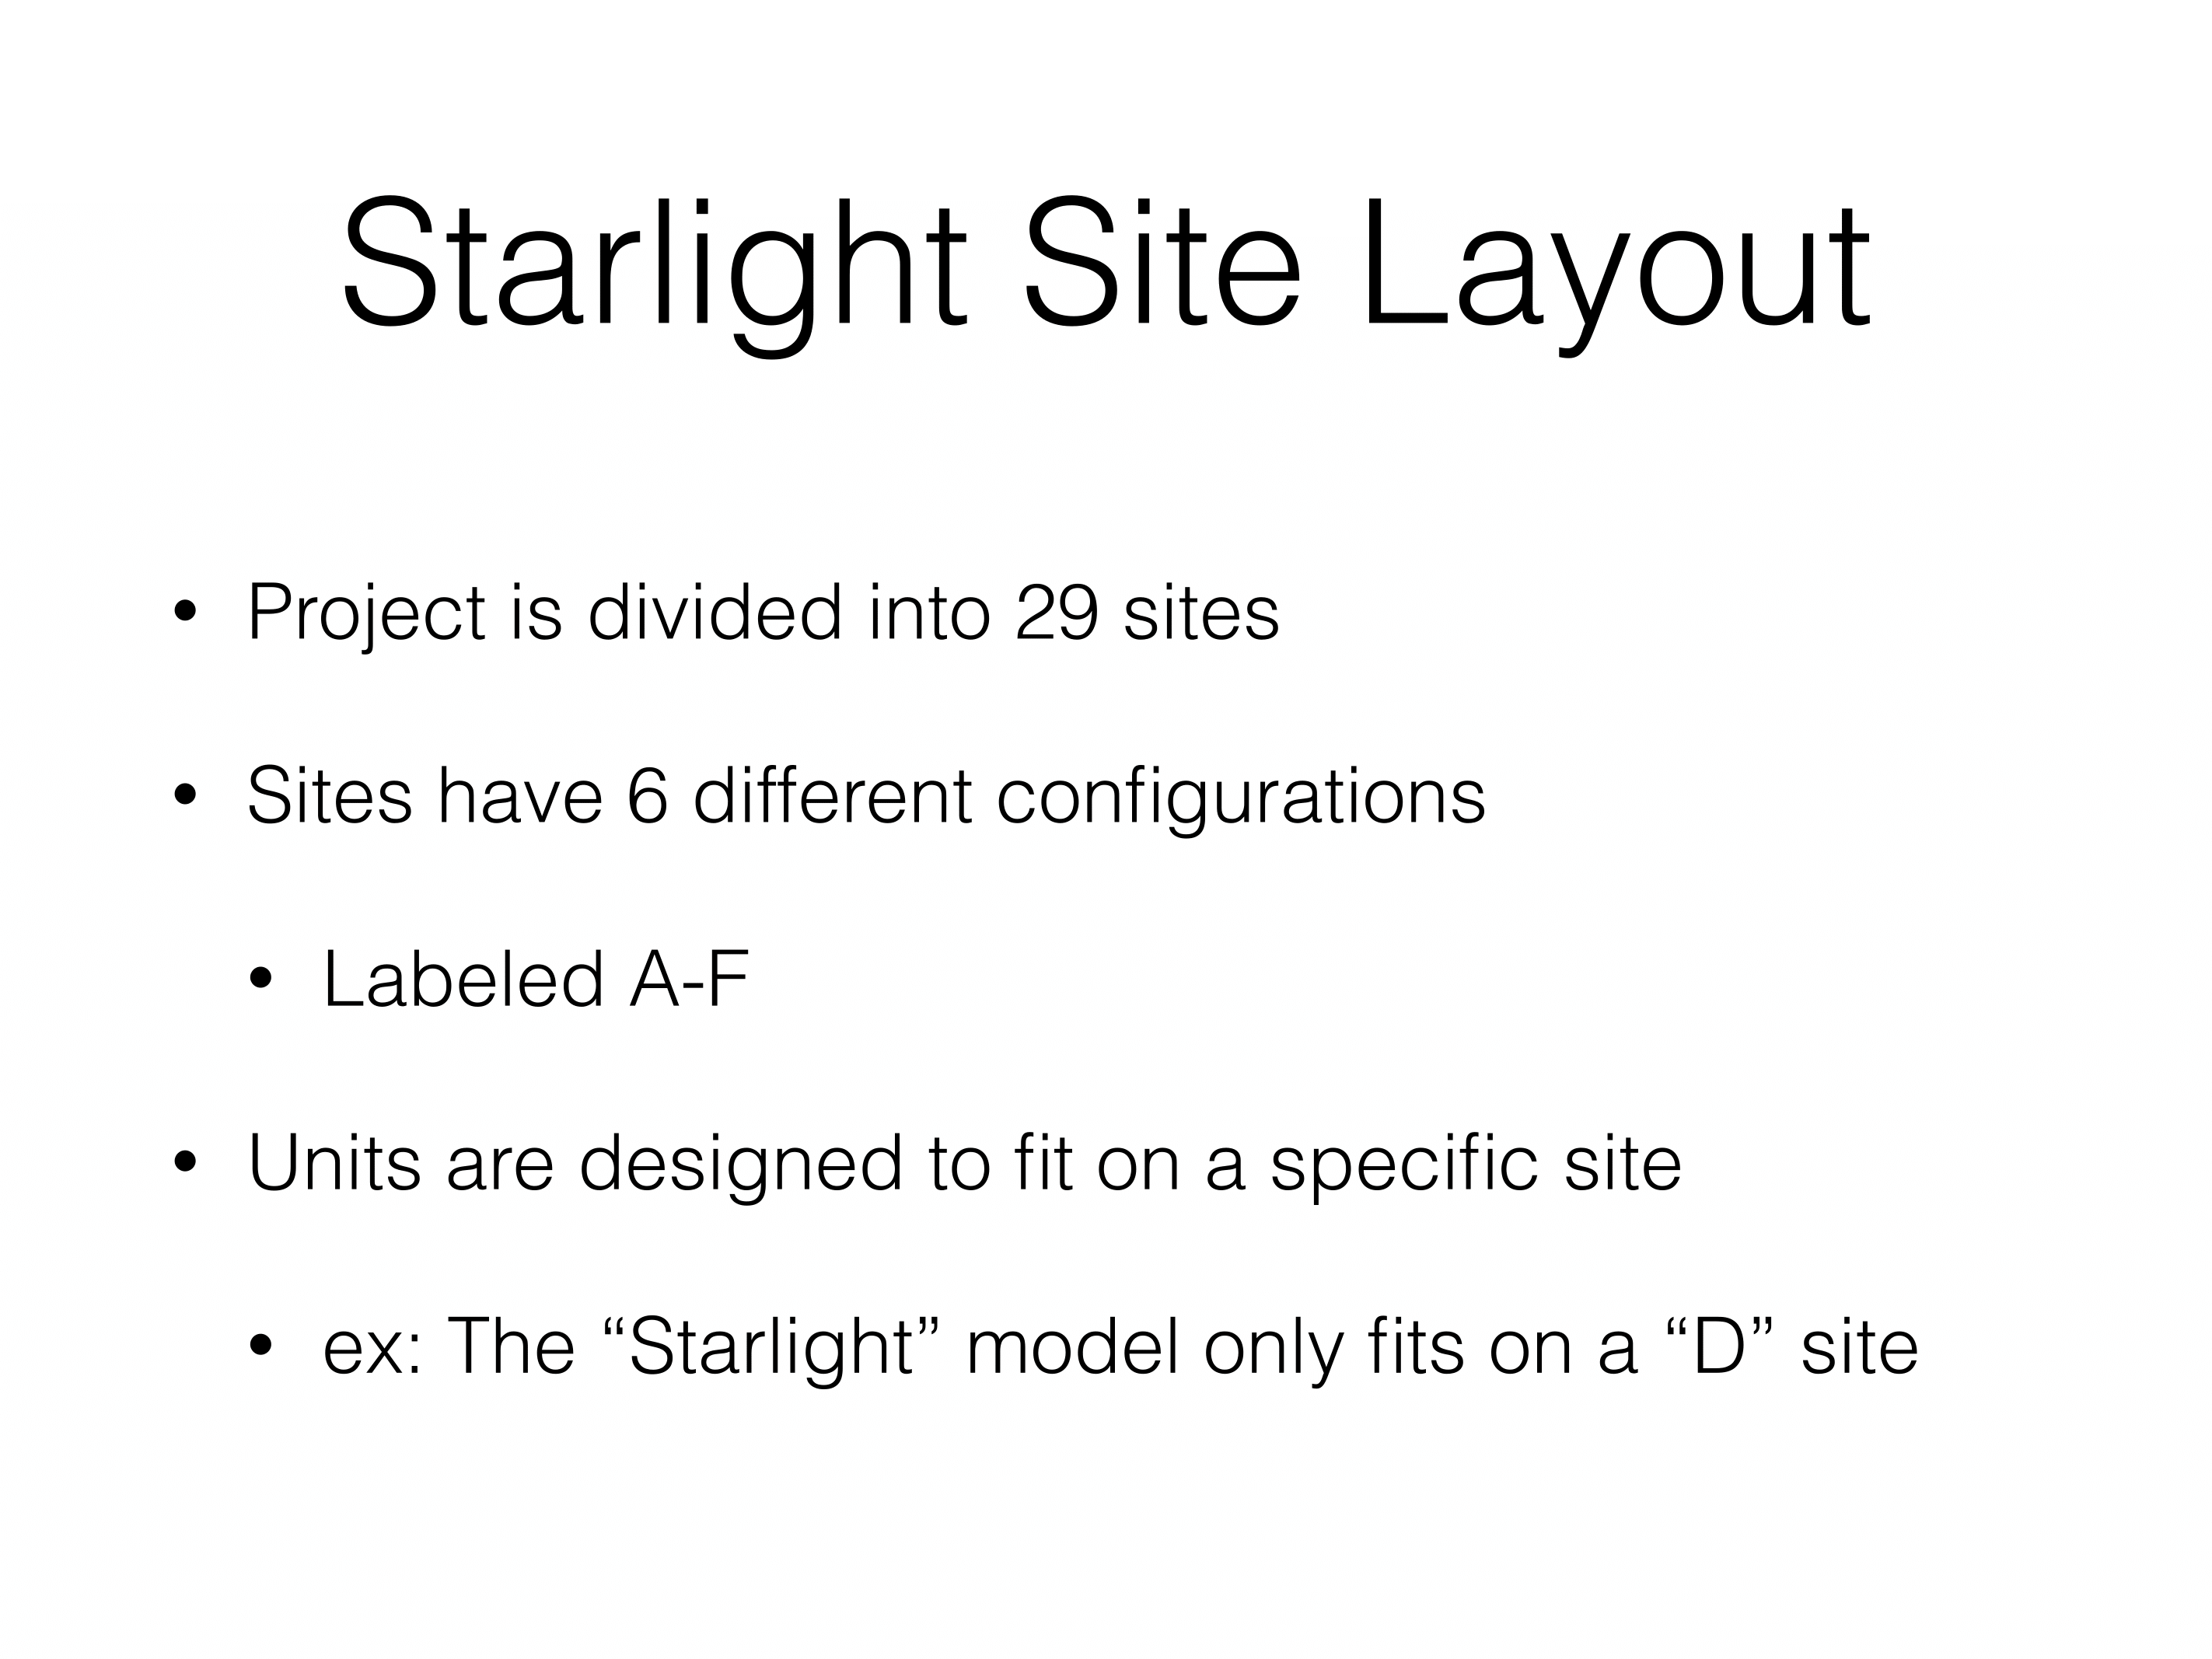 Starlight Site Layout
• Project is divided into 29 sites
• Sites have 6 different configurations
• Labeled A-F
• Units are designed to fit on a specific site
• ex: The “Starlight” model only fits on a “D” site